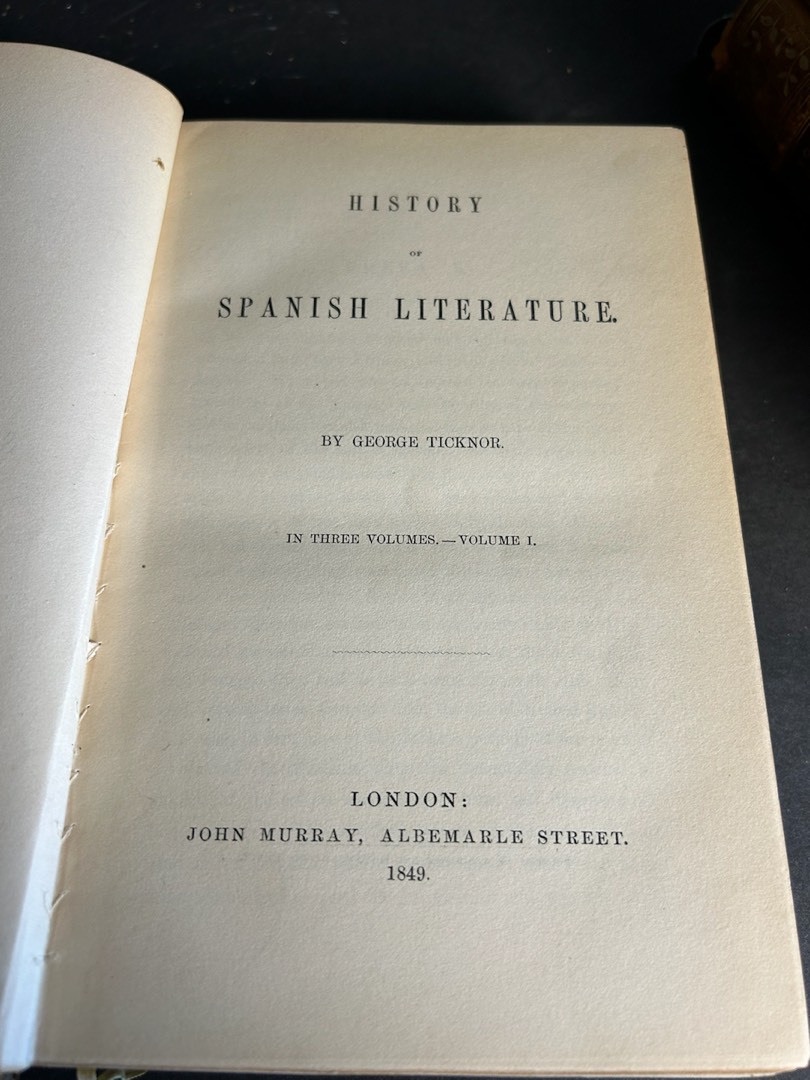 HISTORY
OF
SPANISH LITERATURE.
BY GEORGE TICKNOR.
IN THREE VOLUMES.—VOLUME I.
LONDON:
JOHN MURRAY, ALBEMARLE STREET.
1849.